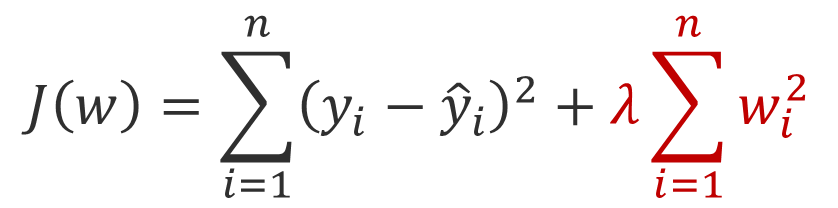 J(w) = ∑_{i=1}^{n} (y_i − ŷ_i)^2 + λ ∑_{i=1}^{n} w_i^2